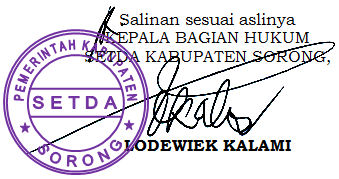 Salinan sesuai aslinya
KEPALA BAGIAN HUKUM
SETDA KABUPATEN SORONG,
PEMERINTAH KABUPATEN
SETDA
SORONG
LODEWIEK KALAMI